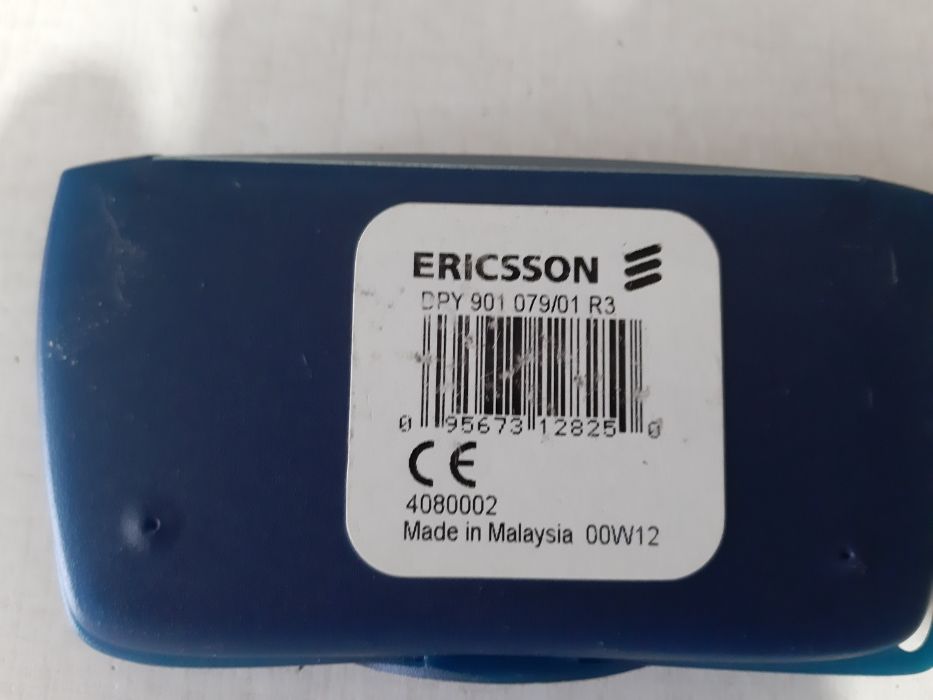 ERICSSON
DPY 901 079/01 R3
0 95673 12825 0
CE
4080002
Made in Malaysia 00W12